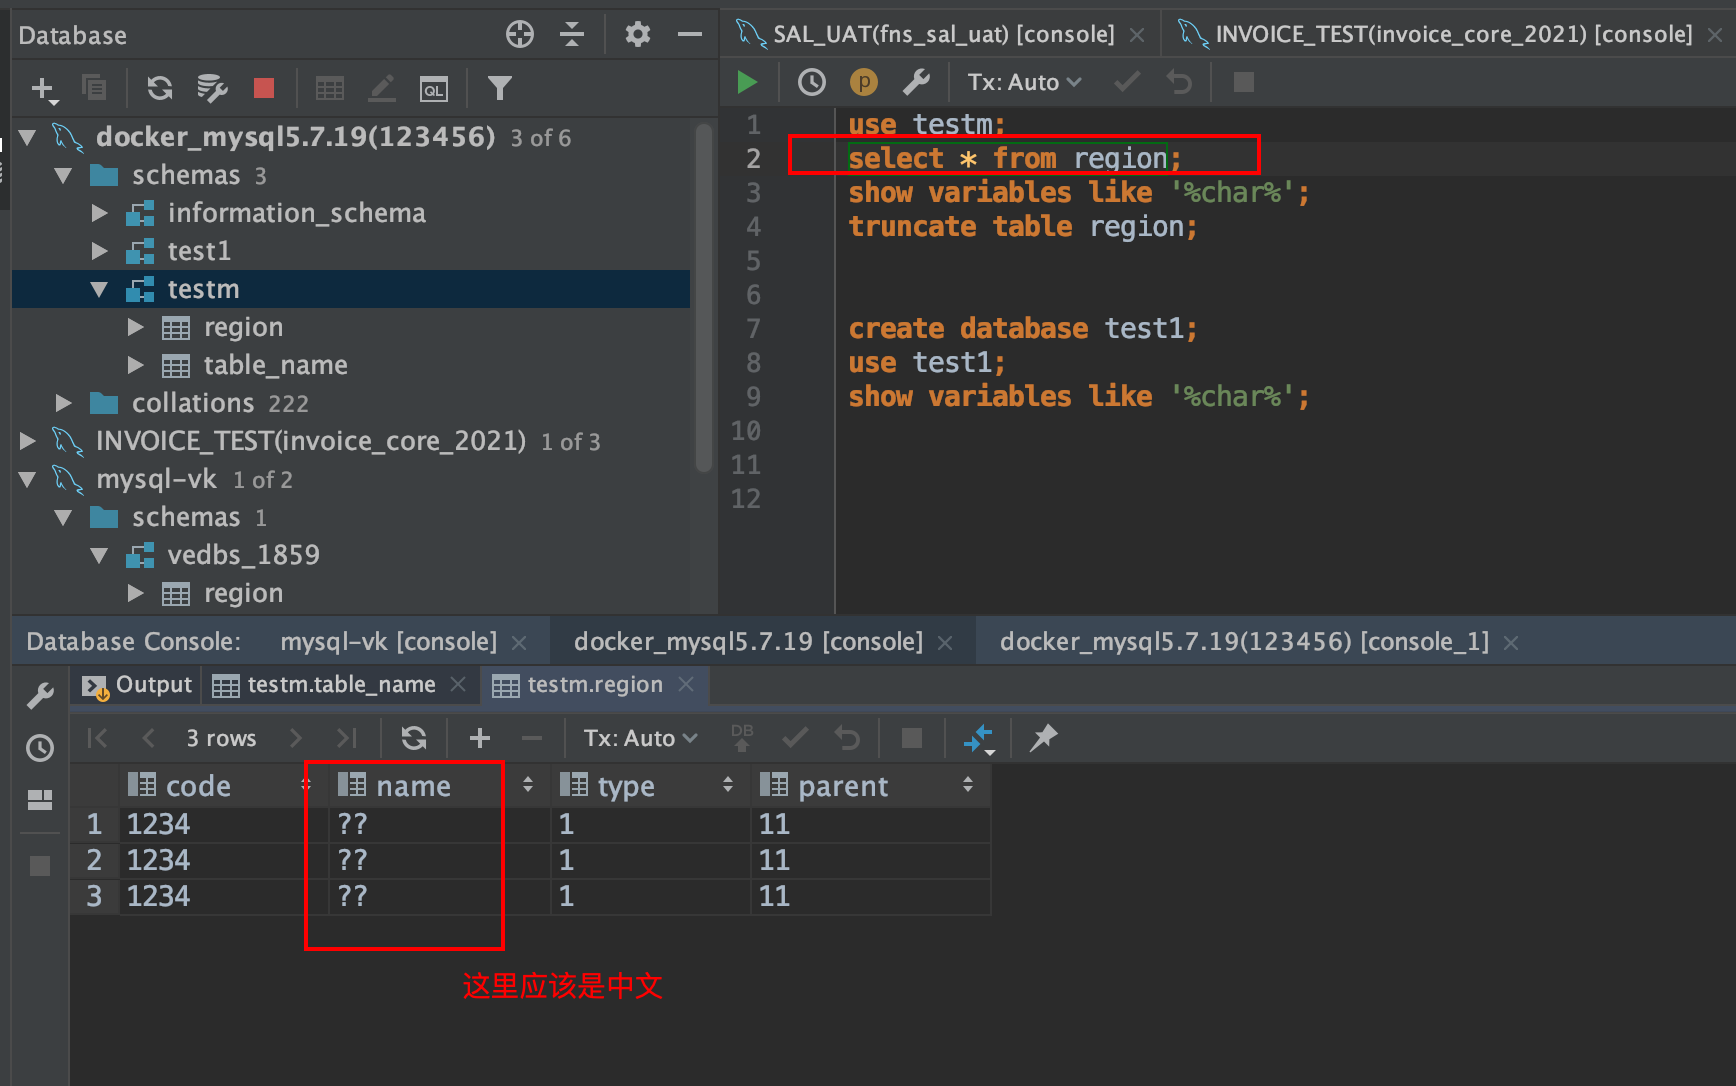 Database
docker_mysql5.7.19(123456) 3 of 6
schemas 3
information_schema
test1
testm
region
table_name
collations 222
INVOICE_TEST(invoice_core_2021) 1 of 3
mysql-vk 1 of 2
schemas 1
vedbs_1859
region
QL
SAL_UAT(fns_sal_uat) [console]
INVOICE_TEST(invoice_core_2021) [console]
p
Tx: Auto
1 use testm;
2 select * from region;
3 show variables like '%char%';
4 truncate table region;
5
6
7 create database test1;
8 use test1;
9 show variables like '%char%';
10
11
12
Database Console: mysql-vk [console] docker_mysql5.7.19 [console] docker_mysql5.7.19(123456) [console_1]
Output testm.table_name testm.region
3 rows Tx: Auto DB
code name type parent
1 1234 ?? 1 11
2 1234 ?? 1 11
3 1234 ?? 1 11
这里应该是中文